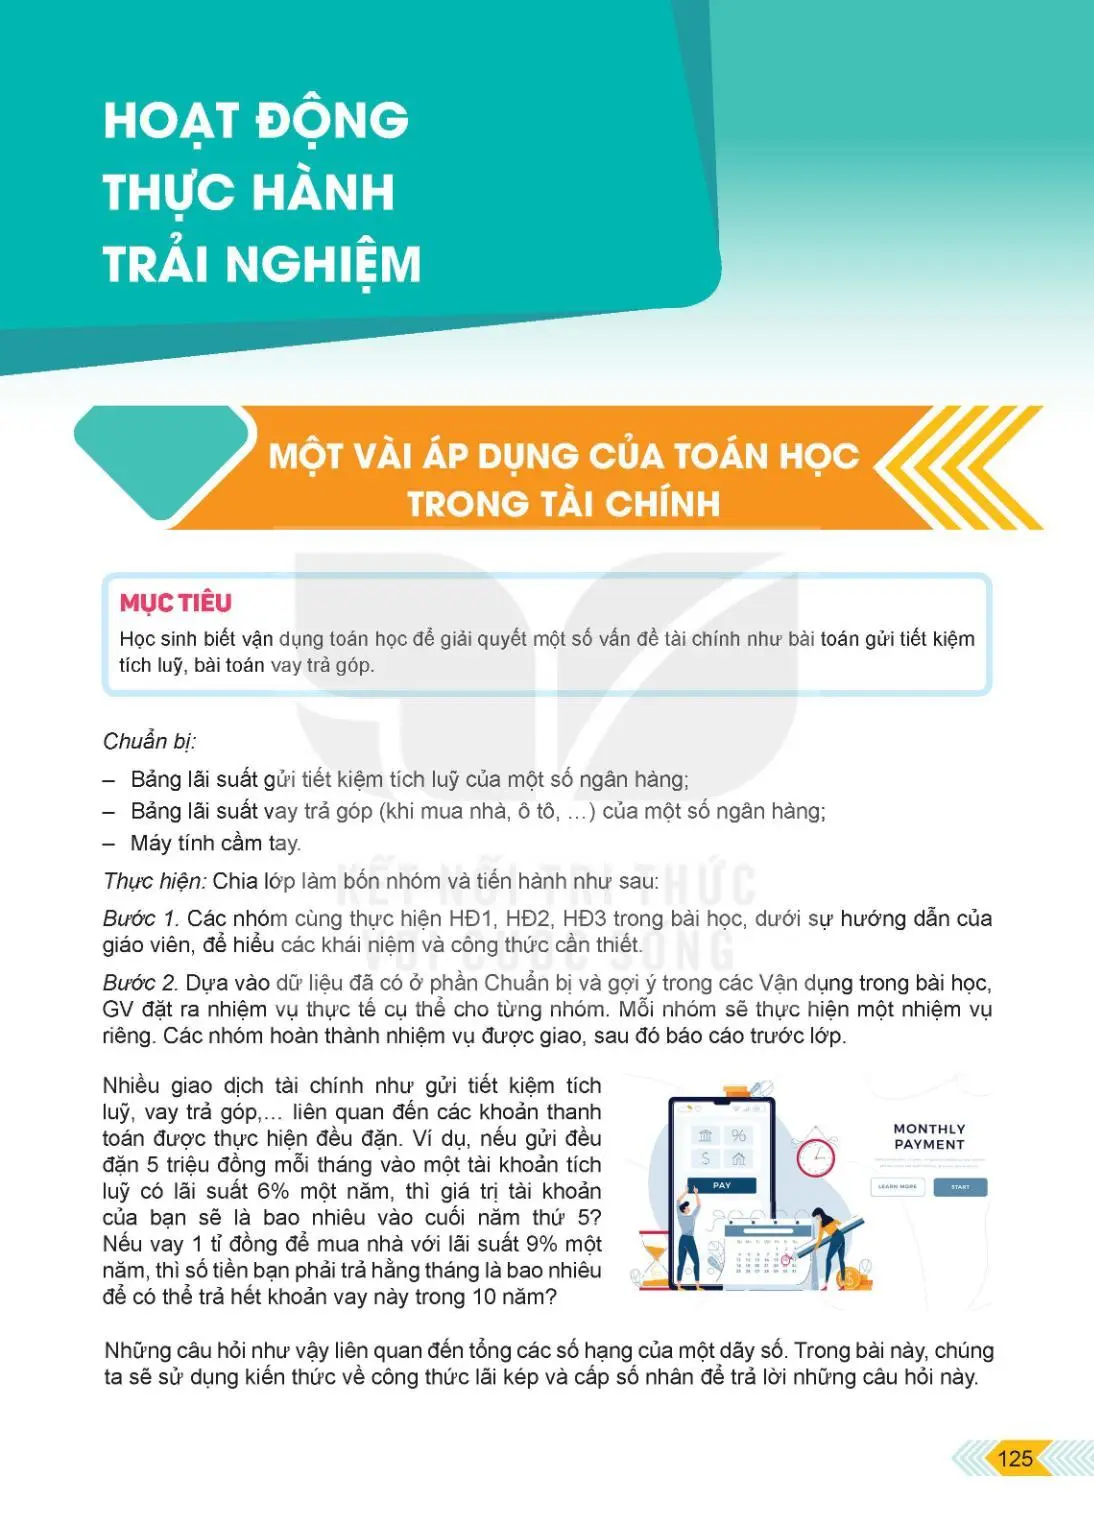 HOẠT ĐỘNG
THỰC HÀNH
TRẢI NGHIỆM
MỘT VÀI ÁP DỤNG CỦA TOÁN HỌC
TRONG TÀI CHÍNH
MỤC TIÊU
Học sinh biết vận dụng toán học để giải quyết một số vấn đề tài chính như bài toán gửi tiết kiệm
tích luỹ, bài toán vay trả góp.
Chuẩn bị:
– Bảng lãi suất gửi tiết kiệm tích luỹ của một số ngân hàng;
– Bảng lãi suất vay trả góp (khi mua nhà, ô tô, …) của một số ngân hàng;
– Máy tính cầm tay.
Thực hiện: Chia lớp làm bốn nhóm và tiến hành như sau:
Bước 1. Các nhóm cùng thực hiện HĐ1, HĐ2, HĐ3 trong bài học, dưới sự hướng dẫn của
giáo viên, để hiểu các khái niệm và công thức cần thiết.
Bước 2. Dựa vào dữ liệu đã có ở phần Chuẩn bị và gợi ý trong các Vận dụng trong bài học,
GV đặt ra nhiệm vụ thực tế cụ thể cho từng nhóm. Mỗi nhóm sẽ thực hiện một nhiệm vụ
riêng. Các nhóm hoàn thành nhiệm vụ được giao, sau đó báo cáo trước lớp.
KẾT NỐI TRI THỨC
VỚI CUỘC SỐNG
Nhiều giao dịch tài chính như gửi tiết kiệm tích
luỹ, vay trả góp,… liên quan đến các khoản thanh
toán được thực hiện đều đặn. Ví dụ, nếu gửi đều
đặn 5 triệu đồng mỗi tháng vào một tài khoản tích
luỹ có lãi suất 6% một năm, thì giá trị tài khoản
của bạn sẽ là bao nhiêu vào cuối năm thứ 5?
Nếu vay 1 tỉ đồng để mua nhà với lãi suất 9% một
năm, thì số tiền bạn phải trả hằng tháng là bao nhiêu
để có thể trả hết khoản vay này trong 10 năm?
%
$
PAY
MONTHLY
PAYMENT
LEARN MORE
START
Những câu hỏi như vậy liên quan đến tổng các số hạng của một dãy số. Trong bài này, chúng
ta sẽ sử dụng kiến thức về công thức lãi kép và cấp số nhân để trả lời những câu hỏi này.
125